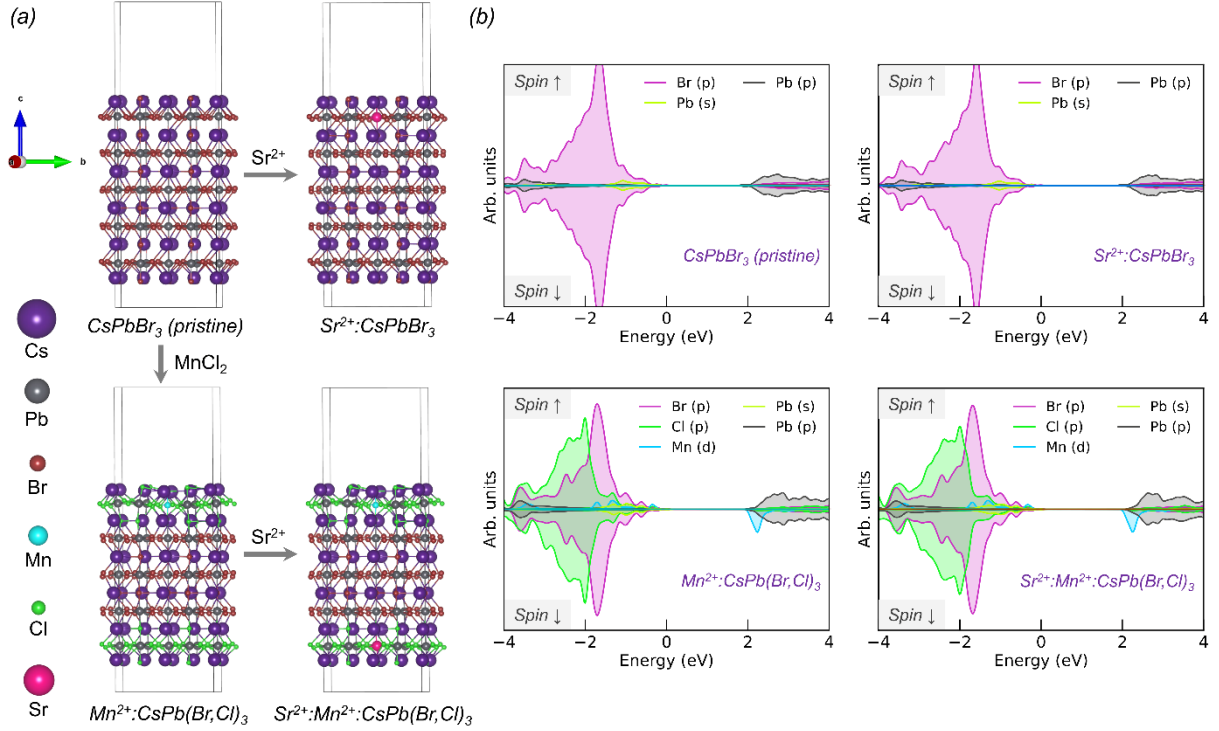 (a)
c
b
Sr²⁺
CsPbBr₃ (pristine)
Sr²⁺:CsPbBr₃
MnCl₂
Cs
Pb
Br
Mn
Cl
Sr
Sr²⁺
Mn²⁺:CsPb(Br,Cl)₃
Sr²⁺:Mn²⁺:CsPb(Br,Cl)₃
(b)
Spin ↑
Br (p)
Pb (p)
Pb (s)
Arb. units
CsPbBr₃ (pristine)
Spin ↓
−4 −2 0 2 4
Energy (eV)
Spin ↑
Br (p)
Pb (p)
Pb (s)
Arb. units
Sr²⁺:CsPbBr₃
Spin ↓
−4 −2 0 2 4
Energy (eV)
Spin ↑
Br (p)
Pb (s)
Cl (p)
Pb (p)
Mn (d)
Arb. units
Mn²⁺:CsPb(Br,Cl)₃
Spin ↓
−4 −2 0 2 4
Energy (eV)
Spin ↑
Br (p)
Pb (s)
Cl (p)
Pb (p)
Mn (d)
Arb. units
Sr²⁺:Mn²⁺:CsPb(Br,Cl)₃
Spin ↓
−4 −2 0 2 4
Energy (eV)